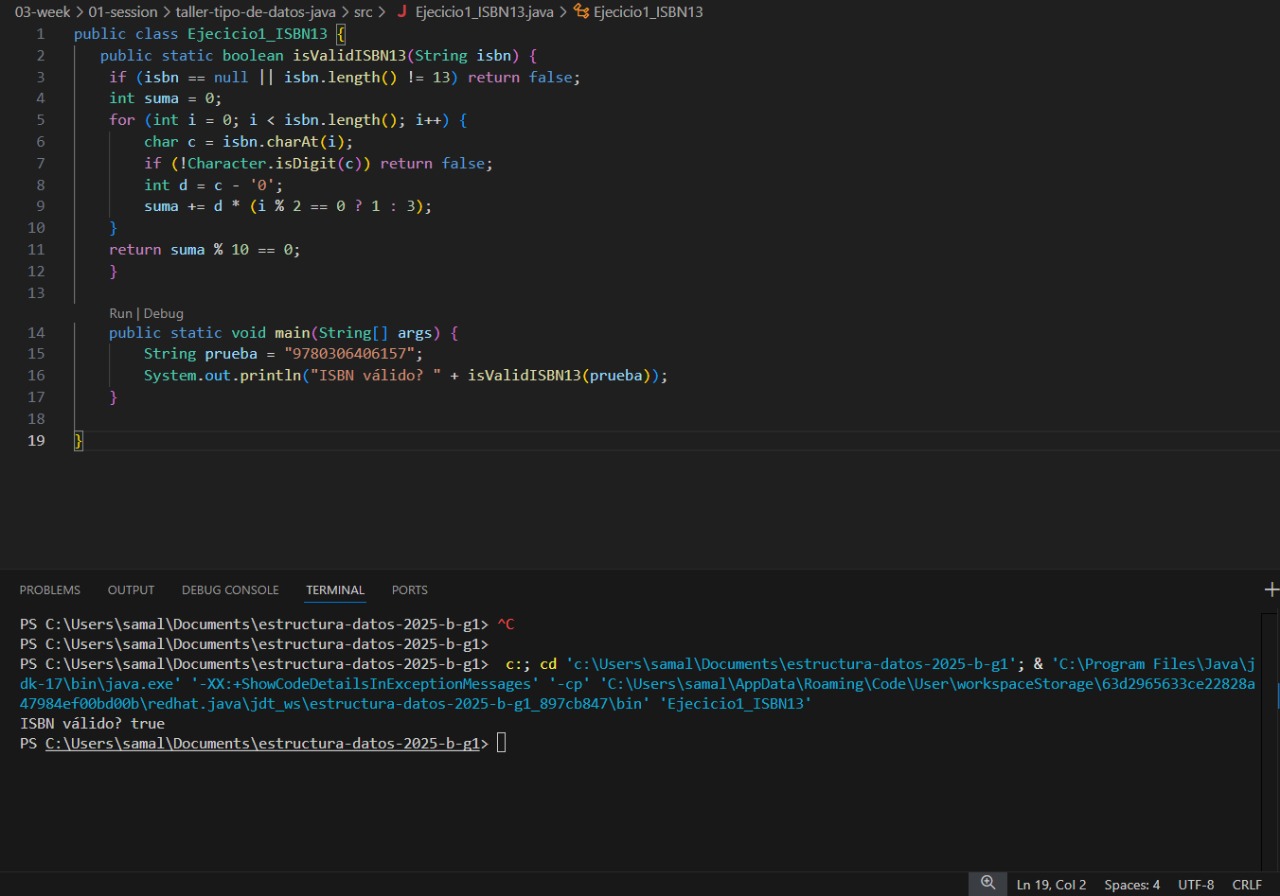 03-week > 01-session > taller-tipo-de-datos-java > src > J Ejecicio1_ISBN13.java > Ejecicio1_ISBN13
1 public class Ejecicio1_ISBN13 {
2 public static boolean isValidISBN13(String isbn) {
3 if (isbn == null || isbn.length() != 13) return false;
4 int suma = 0;
5 for (int i = 0; i < isbn.length(); i++) {
6 char c = isbn.charAt(i);
7 if (!Character.isDigit(c)) return false;
8 int d = c - '0';
9 suma += d * (i % 2 == 0 ? 1 : 3);
10 }
11 return suma % 10 == 0;
12 }
13
Run | Debug
14 public static void main(String[] args) {
15 String prueba = "9780306406157";
16 System.out.println("ISBN válido? " + isValidISBN13(prueba));
17 }
18
19 }
PROBLEMS OUTPUT DEBUG CONSOLE TERMINAL PORTS
PS C:\Users\samal\Documents\estructura-datos-2025-b-g1> ^C
PS C:\Users\samal\Documents\estructura-datos-2025-b-g1>
PS C:\Users\samal\Documents\estructura-datos-2025-b-g1> c:; cd 'c:\Users\samal\Documents\estructura-datos-2025-b-g1'; & 'C:\Program Files\Java\j
dk-17\bin\java.exe' '-XX:+ShowCodeDetailsInExceptionMessages' '-cp' 'C:\Users\samal\AppData\Roaming\Code\User\workspaceStorage\63d2965633ce22828a
47984ef00bd00b\redhat.java\jdt_ws\estructura-datos-2025-b-g1_897cb847\bin' 'Ejecicio1_ISBN13'
ISBN válido? true
PS C:\Users\samal\Documents\estructura-datos-2025-b-g1>
Ln 19, Col 2 Spaces: 4 UTF-8 CRLF